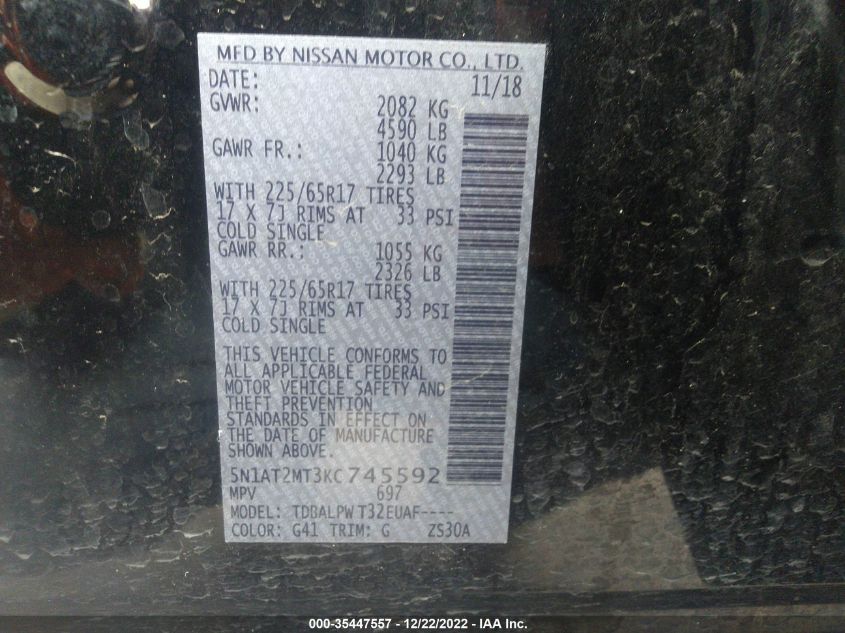 MFD BY NISSAN MOTOR CO., LTD.
DATE: 11/18
GVWR: 2082 KG
4590 LB
GAWR FR.: 1040 KG
2293 LB
WITH 225/65R17 TIRES
17 X 7J RIMS AT 33 PSI
COLD SINGLE
GAWR RR.: 1055 KG
2326 LB
WITH 225/65R17 TIRES
17 X 7J RIMS AT 33 PSI
COLD SINGLE
THIS VEHICLE CONFORMS TO
ALL APPLICABLE FEDERAL
MOTOR VEHICLE SAFETY AND
THEFT PREVENTION
STANDARDS IN EFFECT ON
THE DATE OF MANUFACTURE
SHOWN ABOVE.
5N1AT2MT3KC745592
MPV 697
MODEL: TDBALPWT32EUAF----
COLOR: G41 TRIM: G ZS30A
000-35447557 - 12/22/2022 - IAA Inc.